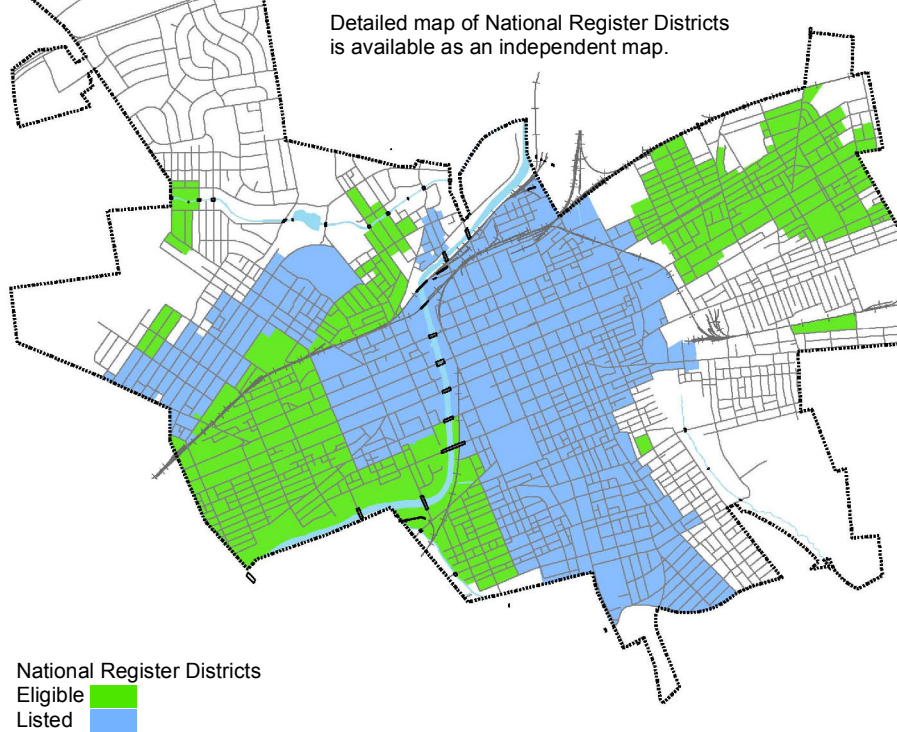 Detailed map of National Register Districts
is available as an independent map.
National Register Districts
Eligible
Listed